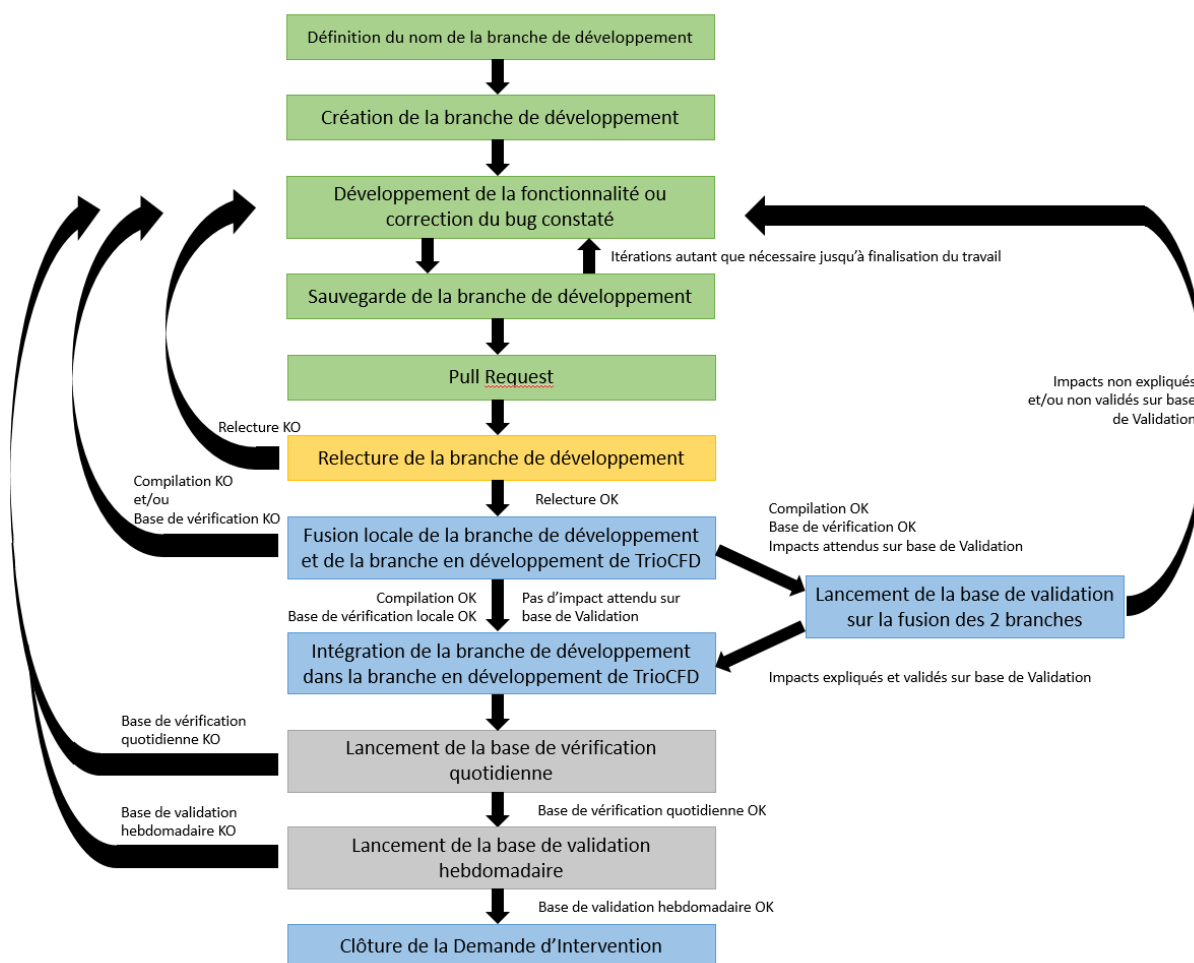 Définition du nom de la branche de développement
Création de la branche de développement
Développement de la fonctionnalité ou
correction du bug constaté
Itérations autant que nécessaire jusqu'à finalisation du travail
Sauvegarde de la branche de développement
Pull Request
Impacts non expliqués
et/ou non validés sur base
de Validation
Relecture KO
Relecture de la branche de développement
Compilation KO
et/ou
Base de vérification KO
Relecture OK
Compilation OK
Base de vérification OK
Impacts attendus sur base de Validation
Fusion locale de la branche de développement
et de la branche en développement de TrioCFD
Lancement de la base de validation
sur la fusion des 2 branches
Compilation OK
Base de vérification locale OK
Pas d'impact attendu sur
base de Validation
Intégration de la branche de développement
dans la branche en développement de TrioCFD
Impacts expliqués et validés sur base de Validation
Base de vérification
quotidienne KO
Lancement de la base de vérification
quotidienne
Base de vérification quotidienne OK
Base de validation
hebdomadaire KO
Lancement de la base de validation
hebdomadaire
Base de validation hebdomadaire OK
Clôture de la Demande d'Intervention